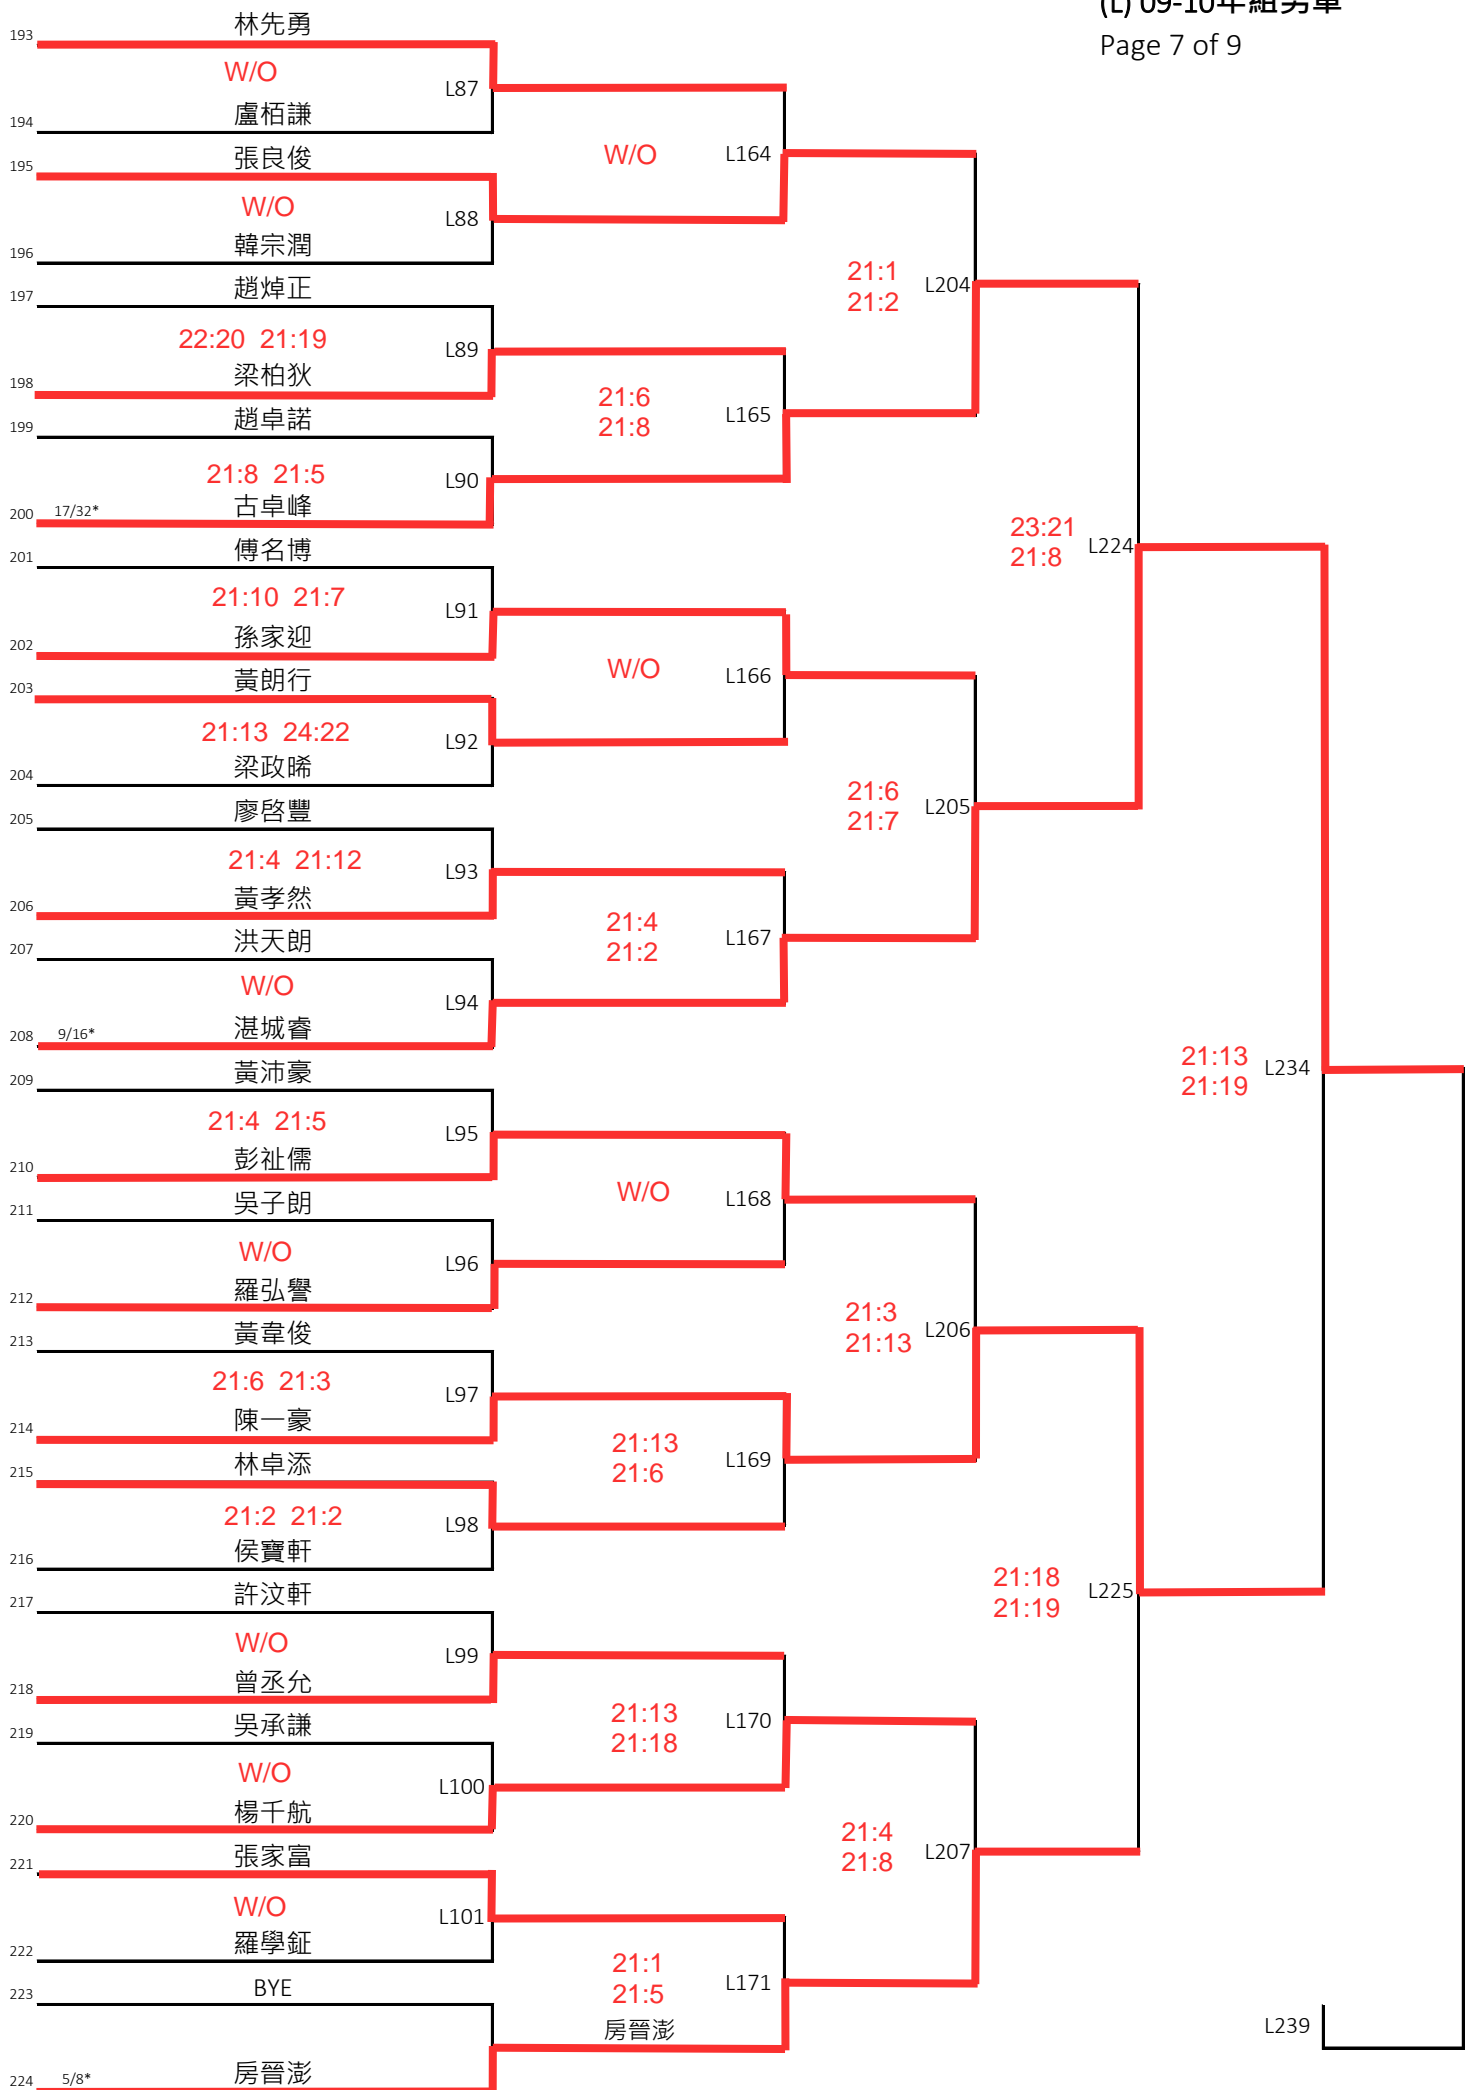 (L) 09-10年組男單
Page 7 of 9
193 林先勇
W/O L87
194 盧栢謙
W/O L164
195 張良俊
W/O L88
196 韓宗潤
21:1
21:2 L204
197 趙焯正
22:20 21:19 L89
198 梁柏狄
21:6
21:8 L165
199 趙卓諾
21:8 21:5 L90
200 17/32* 古卓峰
23:21
21:8 L224
201 傅名博
21:10 21:7 L91
202 孫家迎
W/O L166
203 黃朗行
21:13 24:22 L92
204 梁政晞
21:6
21:7 L205
205 廖啓豐
21:4 21:12 L93
206 黃孝然
21:4
21:2 L167
207 洪天朗
W/O L94
208 9/16* 湛城睿
21:13
21:19 L234
209 黃沛豪
21:4 21:5 L95
210 彭祉儒
W/O L168
211 吳子朗
W/O L96
212 羅弘譽
21:3
21:13 L206
213 黃韋俊
21:6 21:3 L97
214 陳一豪
21:13
21:6 L169
215 林卓添
21:2 21:2 L98
216 侯寶軒
21:18
21:19 L225
217 許汶軒
W/O L99
218 曾丞允
21:13
21:18 L170
219 吳承謙
W/O L100
220 楊千航
21:4
21:8 L207
221 張家富
W/O L101
222 羅學鉦
21:1
21:5 L171
房晉澎
223 BYE
L239
224 5/8* 房晉澎